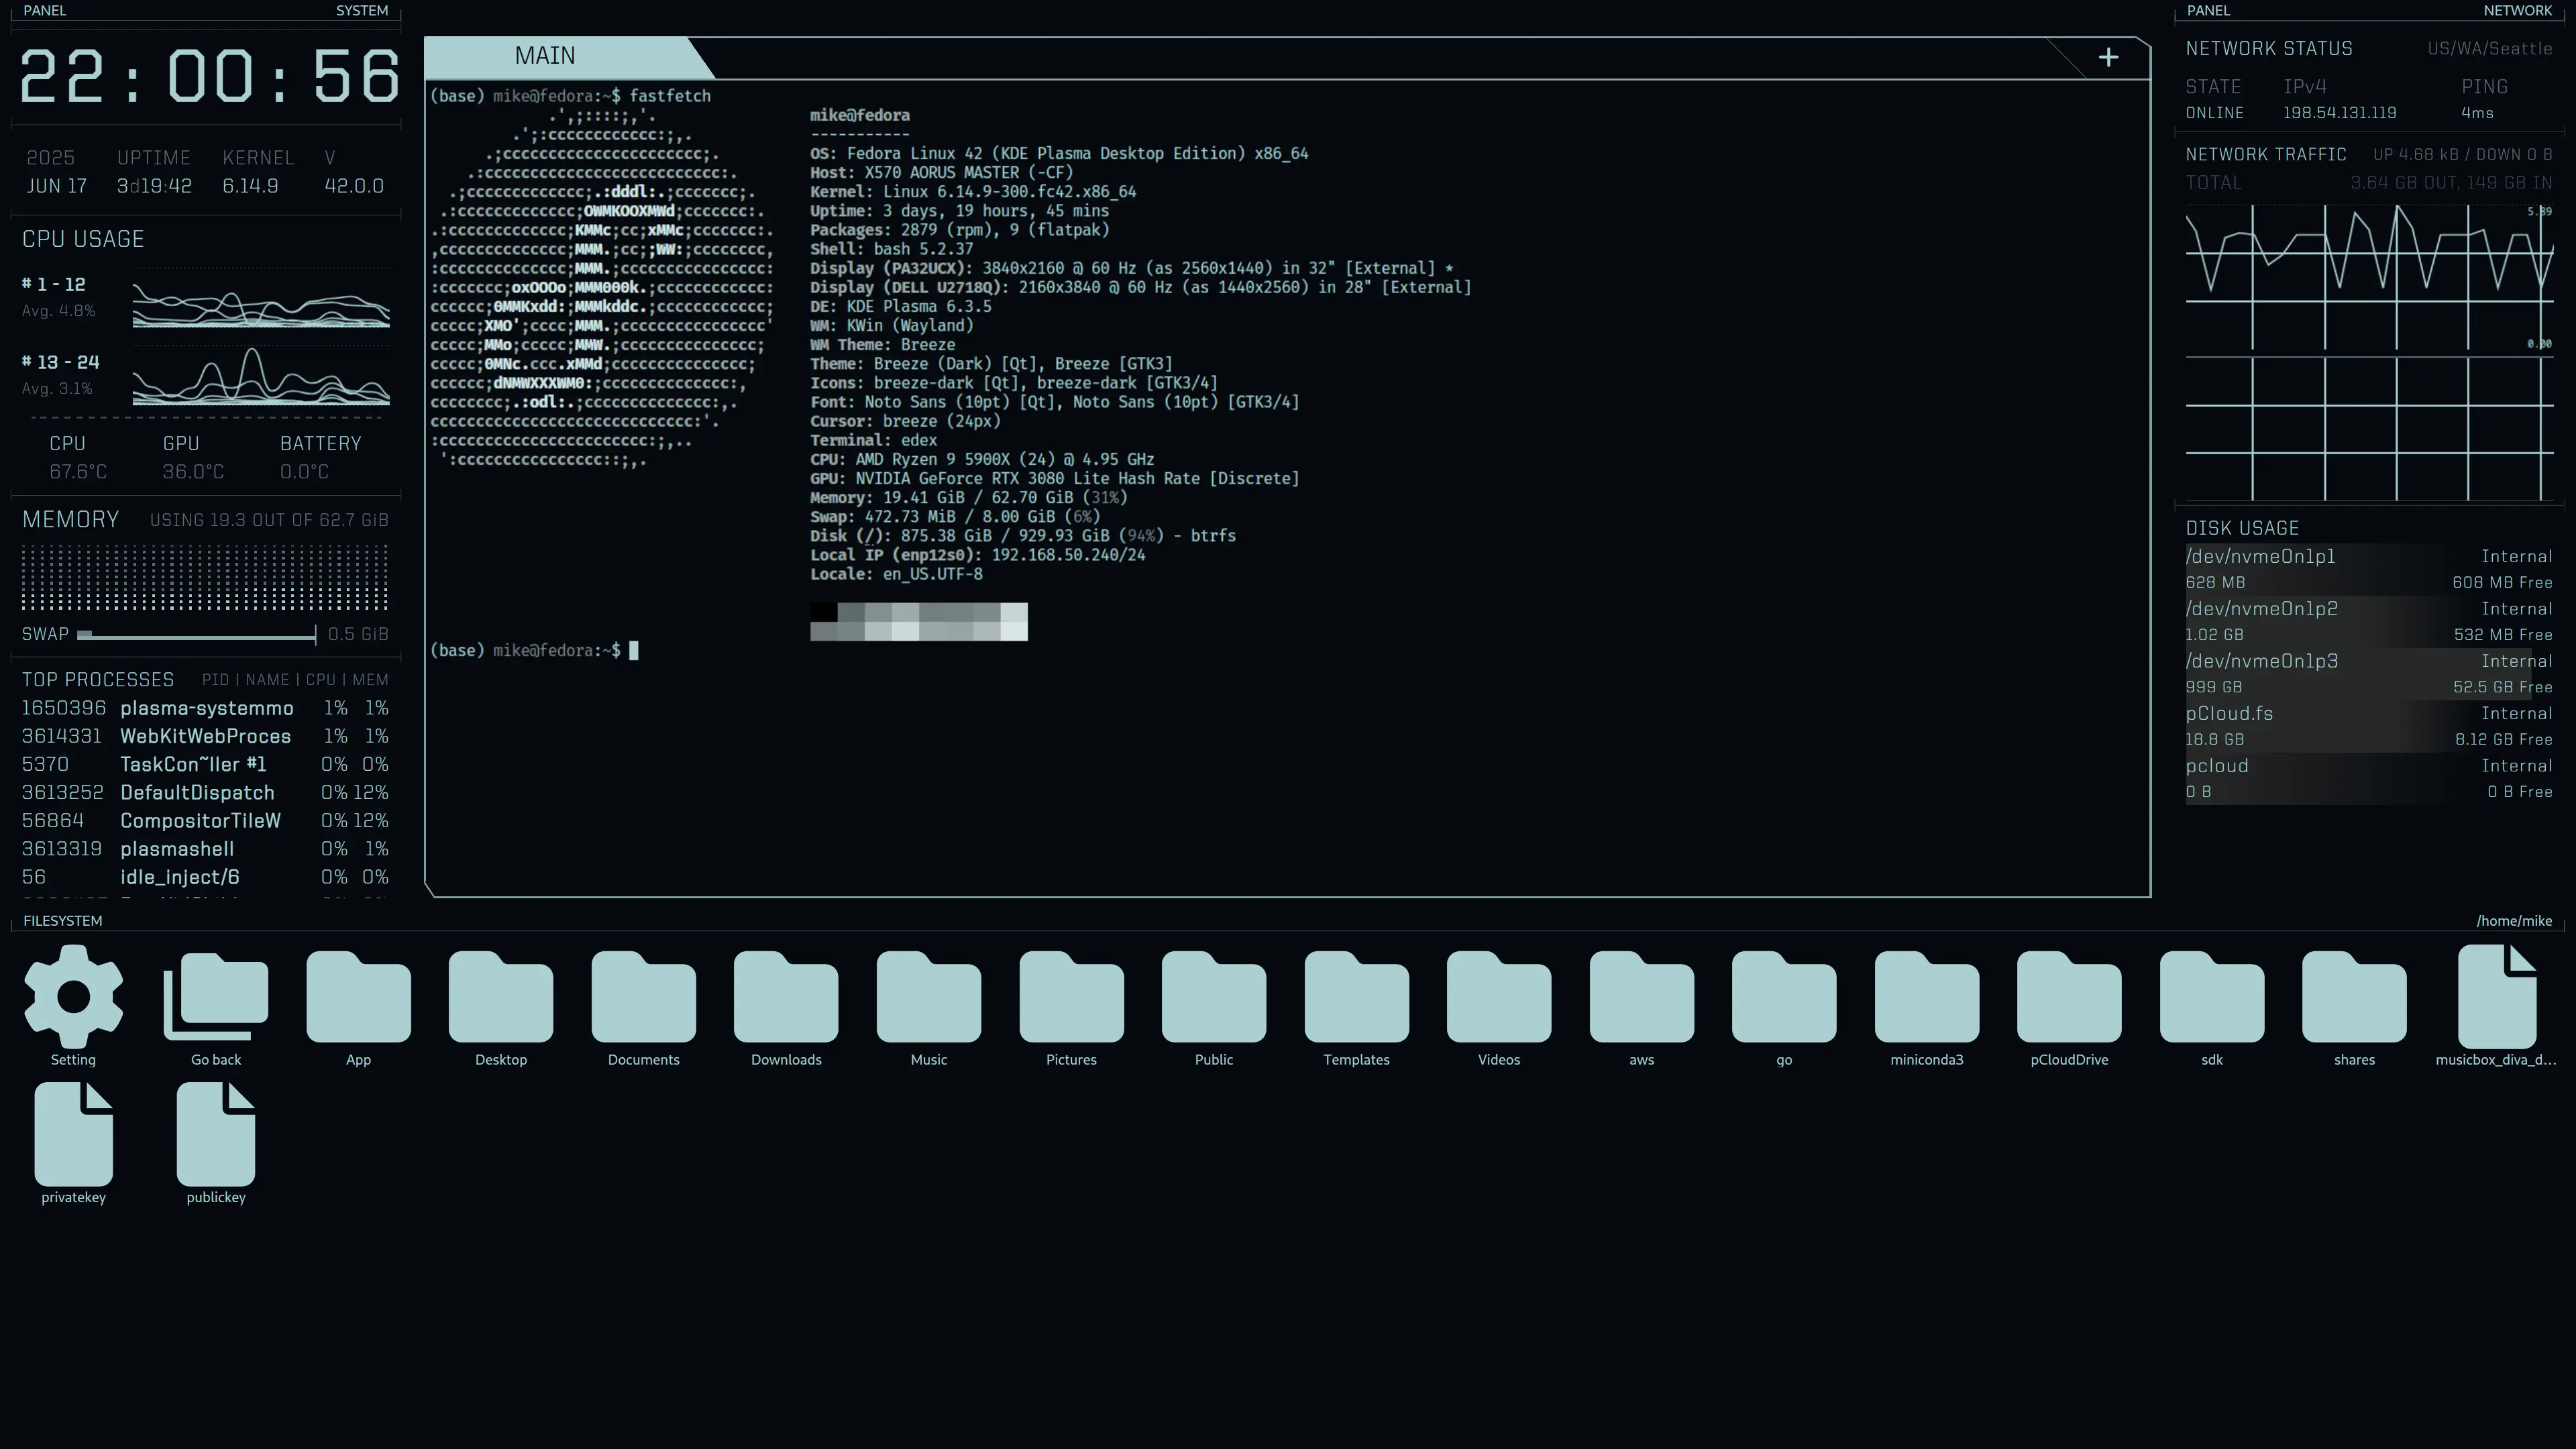 PANEL SYSTEM
22:00:56
2025 UPTIME KERNEL V
JUN 17 3d19:42 6.14.9 42.0.0
CPU USAGE
# 1 - 12
Avg. 4.8%
# 13 - 24
Avg. 3.1%
CPU GPU BATTERY
67.6°C 36.0°C 0.0°C
MEMORY USING 19.3 OUT OF 62.7 GiB
SWAP 0.5 GiB
TOP PROCESSES PID | NAME | CPU | MEM
1650396 plasma-systemmo 1% 1%
3614331 WebKitWebProces 1% 1%
5370 TaskCon~ller #1 0% 0%
3613252 DefaultDispatch 0% 12%
56864 CompositorTileW 0% 12%
3613319 plasmashell 0% 1%
56 idle_inject/6 0% 0%
MAIN +
(base) mike@fedora:~$ fastfetch
mike@fedora
-----------
OS: Fedora Linux 42 (KDE Plasma Desktop Edition) x86_64
Host: X570 AORUS MASTER (-CF)
Kernel: Linux 6.14.9-300.fc42.x86_64
Uptime: 3 days, 19 hours, 45 mins
Packages: 2879 (rpm), 9 (flatpak)
Shell: bash 5.2.37
Display (PA32UCX): 3840x2160 @ 60 Hz (as 2560x1440) in 32" [External] *
Display (DELL U2718Q): 2160x3840 @ 60 Hz (as 1440x2560) in 28" [External]
DE: KDE Plasma 6.3.5
WM: KWin (Wayland)
WM Theme: Breeze
Theme: Breeze (Dark) [Qt], Breeze [GTK3]
Icons: breeze-dark [Qt], breeze-dark [GTK3/4]
Font: Noto Sans (10pt) [Qt], Noto Sans (10pt) [GTK3/4]
Cursor: breeze (24px)
Terminal: edex
CPU: AMD Ryzen 9 5900X (24) @ 4.95 GHz
GPU: NVIDIA GeForce RTX 3080 Lite Hash Rate [Discrete]
Memory: 19.41 GiB / 62.70 GiB (31%)
Swap: 472.73 MiB / 8.00 GiB (6%)
Disk (/): 875.38 GiB / 929.93 GiB (94%) - btrfs
Local IP (enp12s0): 192.168.50.240/24
Locale: en_US.UTF-8
(base) mike@fedora:~$
PANEL NETWORK
NETWORK STATUS US/WA/Seattle
STATE IPv4 PING
ONLINE 198.54.131.119 4ms
NETWORK TRAFFIC UP 4.68 kB / DOWN 0 B
TOTAL 3.64 GB OUT, 149 GB IN
5.89
0.00
DISK USAGE
/dev/nvme0n1p1 Internal
628 MB 608 MB Free
/dev/nvme0n1p2 Internal
1.02 GB 532 MB Free
/dev/nvme0n1p3 Internal
999 GB 52.5 GB Free
pCloud.fs Internal
18.8 GB 8.12 GB Free
pcloud Internal
0 B 0 B Free
FILESYSTEM /home/mike
Setting Go back App Desktop Documents Downloads Music Pictures Public Templates Videos aws go miniconda3 pCloudDrive sdk shares musicbox_diva_d...
privatekey publickey